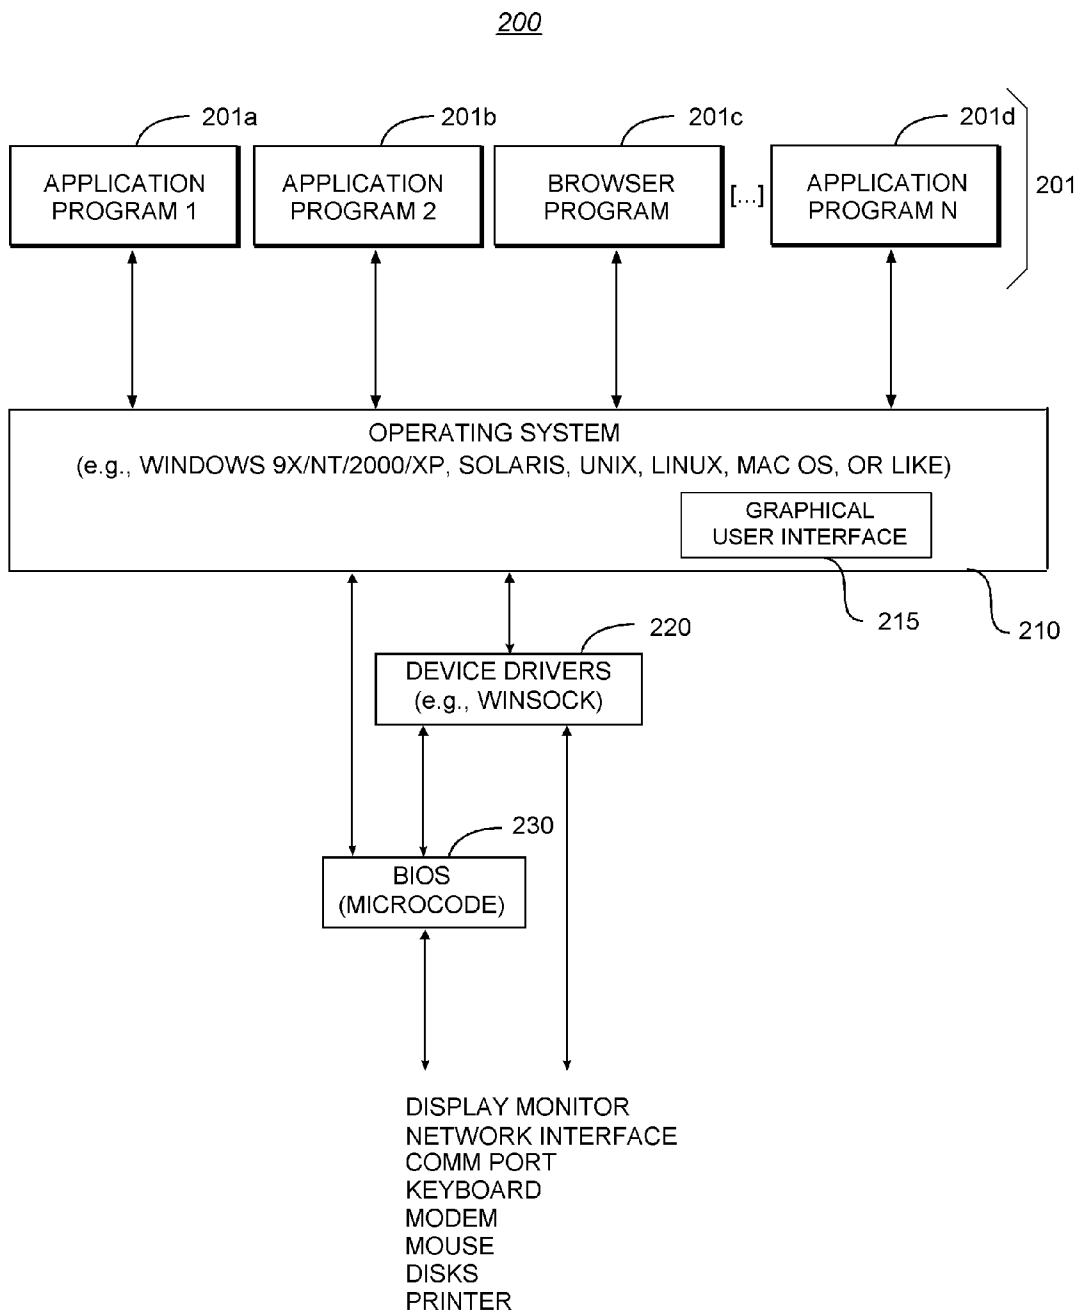 200
201a
201b
201c
201d
APPLICATION
PROGRAM 1
APPLICATION
PROGRAM 2
BROWSER
PROGRAM
[...]
APPLICATION
PROGRAM N
201
OPERATING SYSTEM
(e.g., WINDOWS 9X/NT/2000/XP, SOLARIS, UNIX, LINUX, MAC OS, OR LIKE)
GRAPHICAL
USER INTERFACE
215
210
220
DEVICE DRIVERS
(e.g., WINSOCK)
230
BIOS
(MICROCODE)
DISPLAY MONITOR
NETWORK INTERFACE
COMM PORT
KEYBOARD
MODEM
MOUSE
DISKS
PRINTER